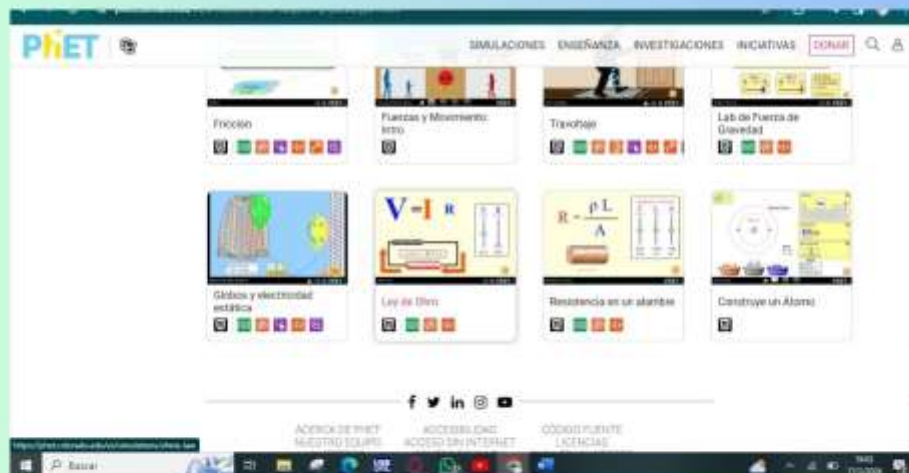 PhET
SIMULACIONES ENSEÑANZA INVESTIGACIONES INICIATIVAS DONAR
Fricción
Fuerzas y Movimiento:
Intro
Travoltaje
Lab de Fuerza de
Gravedad
V = I R
R = ρ L
A
Globos y electricidad
estática
Ley de Ohm
Resistencia en un alambre
Construye un Átomo
ACERCA DE PHET
ACCESIBILIDAD
CÓDIGO FUENTE
NUESTRO EQUIPO
ACCESO SIN INTERNET
LICENCIAS
Buscar